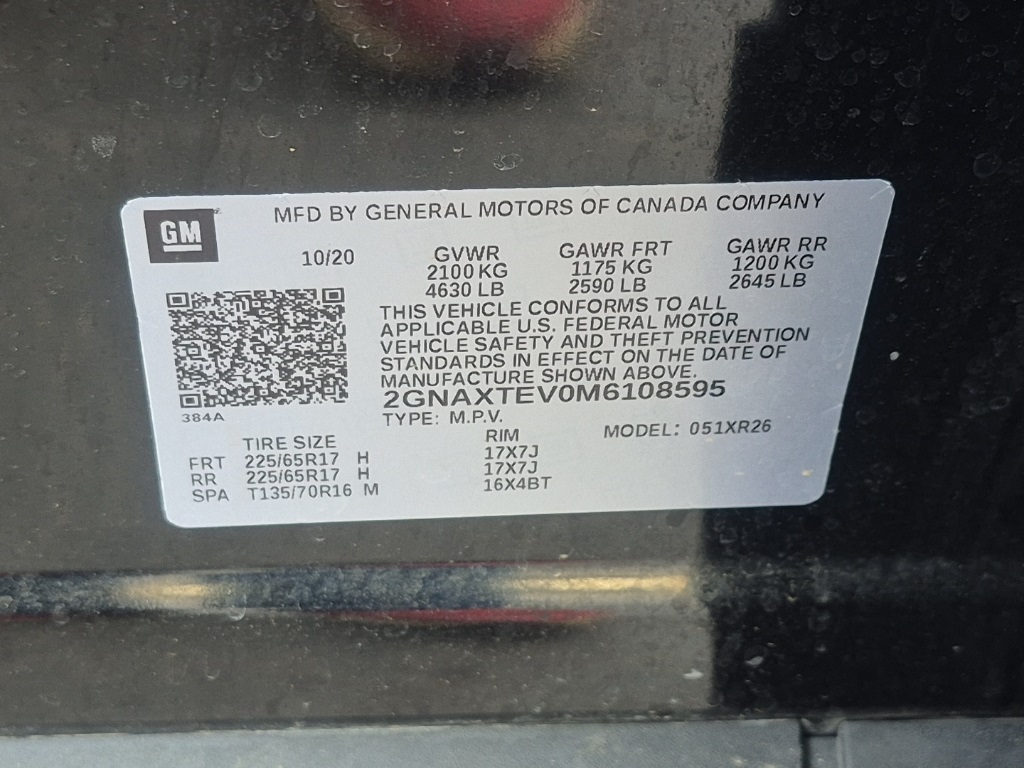 GM
MFD BY GENERAL MOTORS OF CANADA COMPANY
10/20 GVWR GAWR FRT GAWR RR
2100 KG 1175 KG 1200 KG
4630 LB 2590 LB 2645 LB
THIS VEHICLE CONFORMS TO ALL
APPLICABLE U.S. FEDERAL MOTOR
VEHICLE SAFETY AND THEFT PREVENTION
STANDARDS IN EFFECT ON THE DATE OF
MANUFACTURE SHOWN ABOVE.
2GNAXTEV0M6108595
384A
TYPE: M.P.V. MODEL: 051XR26
TIRE SIZE RIM
FRT 225/65R17 H 17X7J
RR 225/65R17 H 17X7J
SPA T135/70R16 M 16X4BT